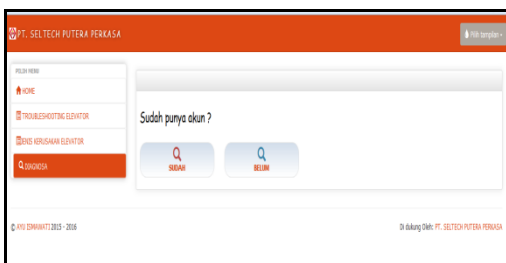 PT. SELTECH PUTERA PERKASA
Pilih tampilan
PILIH MENU
HOME
TROUBLESHOOTING ELEVATOR
JENIS KERUSAKAN ELEVATOR
DIAGNOSA
Sudah punya akun ?
SUDAH
BELUM
© AYU ISMAWATI 2015 - 2016
Di dukung Oleh: PT. SELTECH PUTERA PERKASA